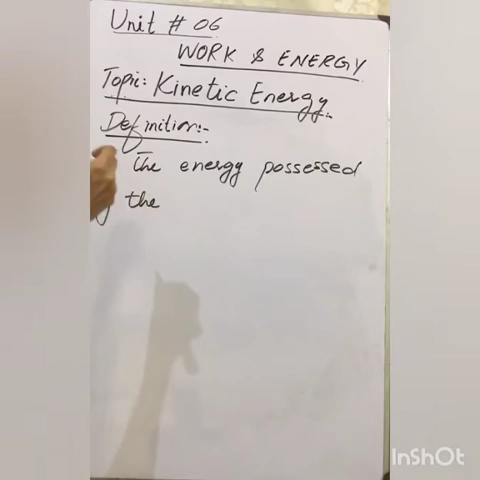 Unit # 06
WORK & ENERGY
Topic: Kinetic Energy
Definition:-
The energy possessed
the
InShOt